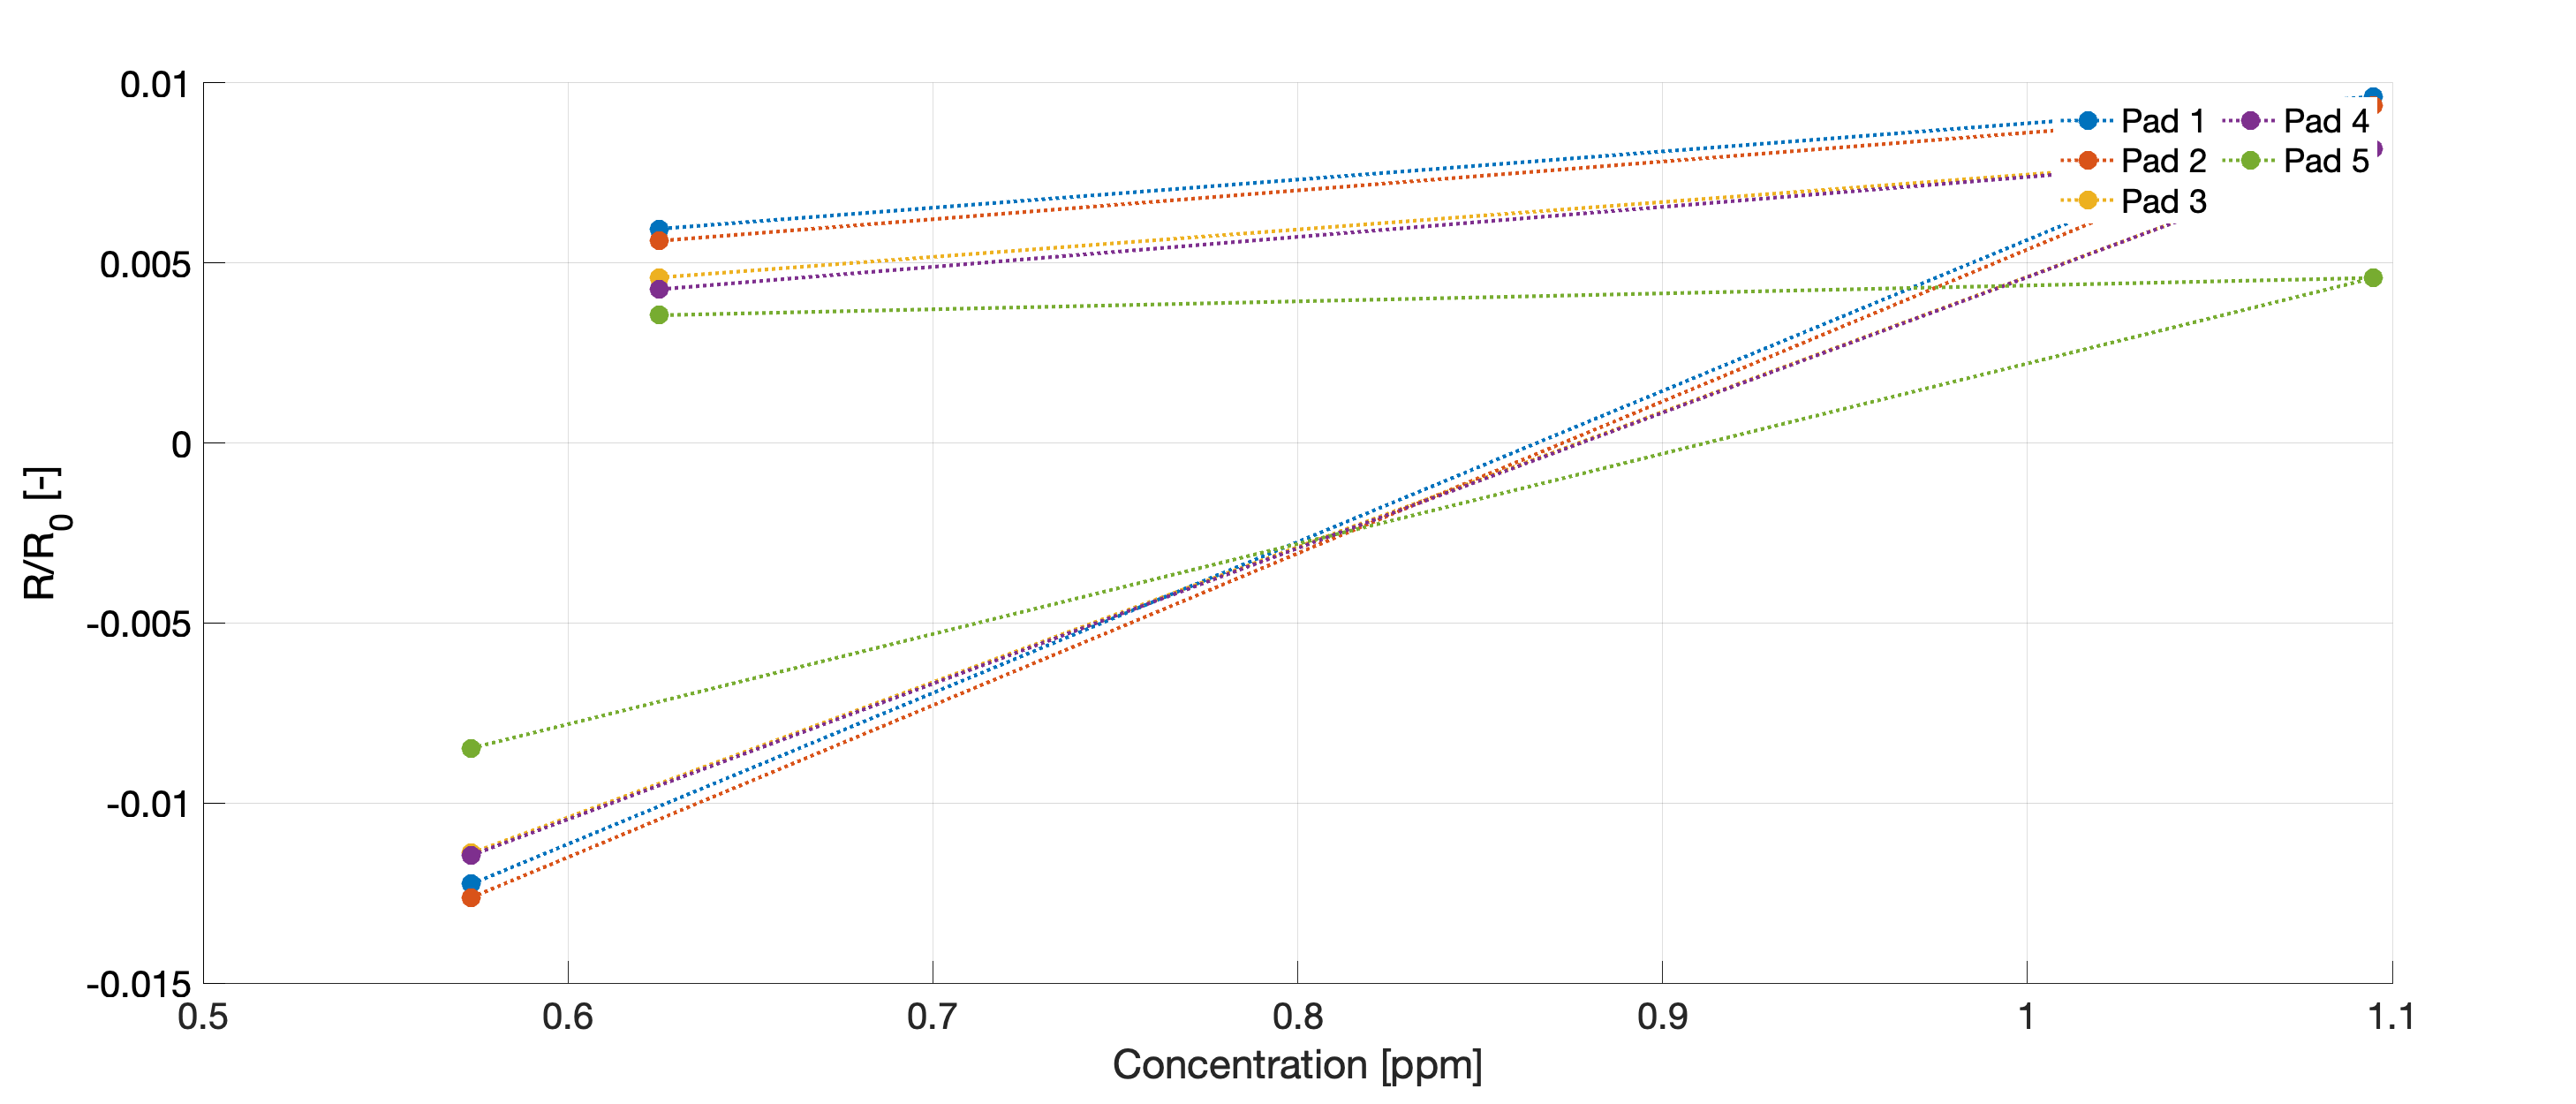 0.01
0.005
0
-0.005
-0.01
-0.015
0.5 0.6 0.7 0.8 0.9 1 1.1
Concentration [ppm]
R/R0 [-]
Pad 1 Pad 4
Pad 2 Pad 5
Pad 3